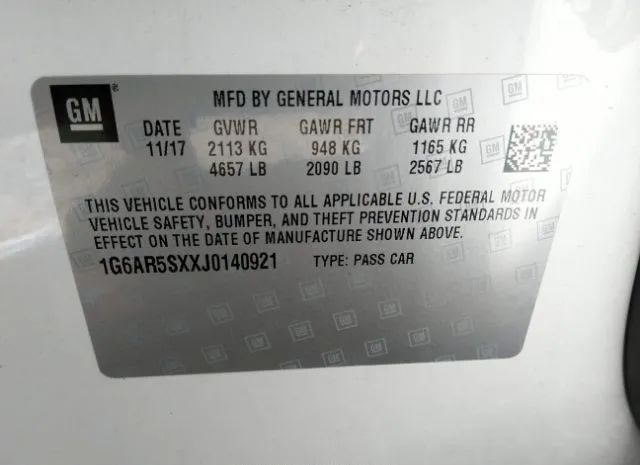 GM
MFD BY GENERAL MOTORS LLC
DATE GVWR GAWR FRT GAWR RR
11/17 2113 KG 948 KG 1165 KG
4657 LB 2090 LB 2567 LB
THIS VEHICLE CONFORMS TO ALL APPLICABLE U.S. FEDERAL MOTOR
VEHICLE SAFETY, BUMPER, AND THEFT PREVENTION STANDARDS IN
EFFECT ON THE DATE OF MANUFACTURE SHOWN ABOVE.
1G6AR5SXXJ0140921 TYPE: PASS CAR